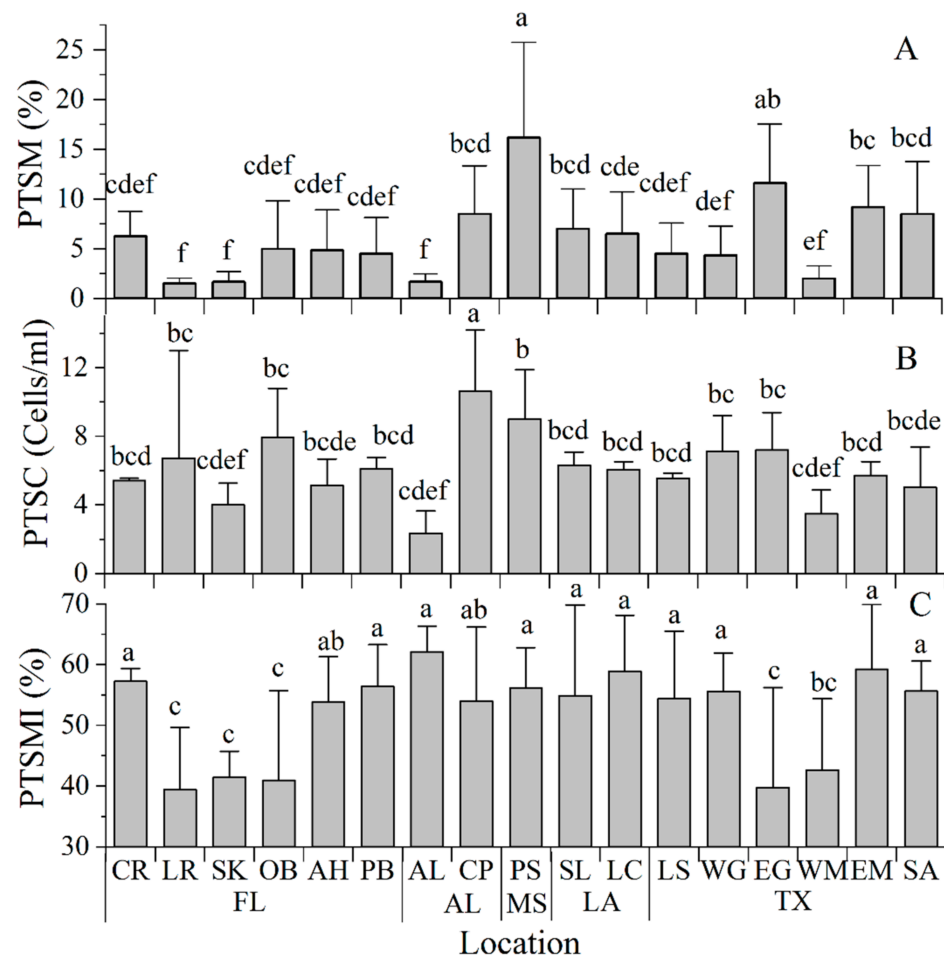 A
PTSM (%)
25
20
15
10
5
0
cdef
f
f
cdef
cdef
cdef
f
bcd
a
bcd
cde
cdef
def
ab
ef
bc
bcd
B
PTSC (Cells/ml)
12
8
4
0
bcd
bc
cdef
bc
bcde
bcd
cdef
a
b
bcd
bcd
bcd
bc
bc
cdef
bcd
bcde
C
PTSMI (%)
70
60
50
40
30
a
c
c
c
ab
a
a
ab
a
a
a
a
a
c
bc
a
a
CR LR SK OB AH PB AL CP PS SL LC LS WG EG WM EM SA
FL AL MS LA TX
Location